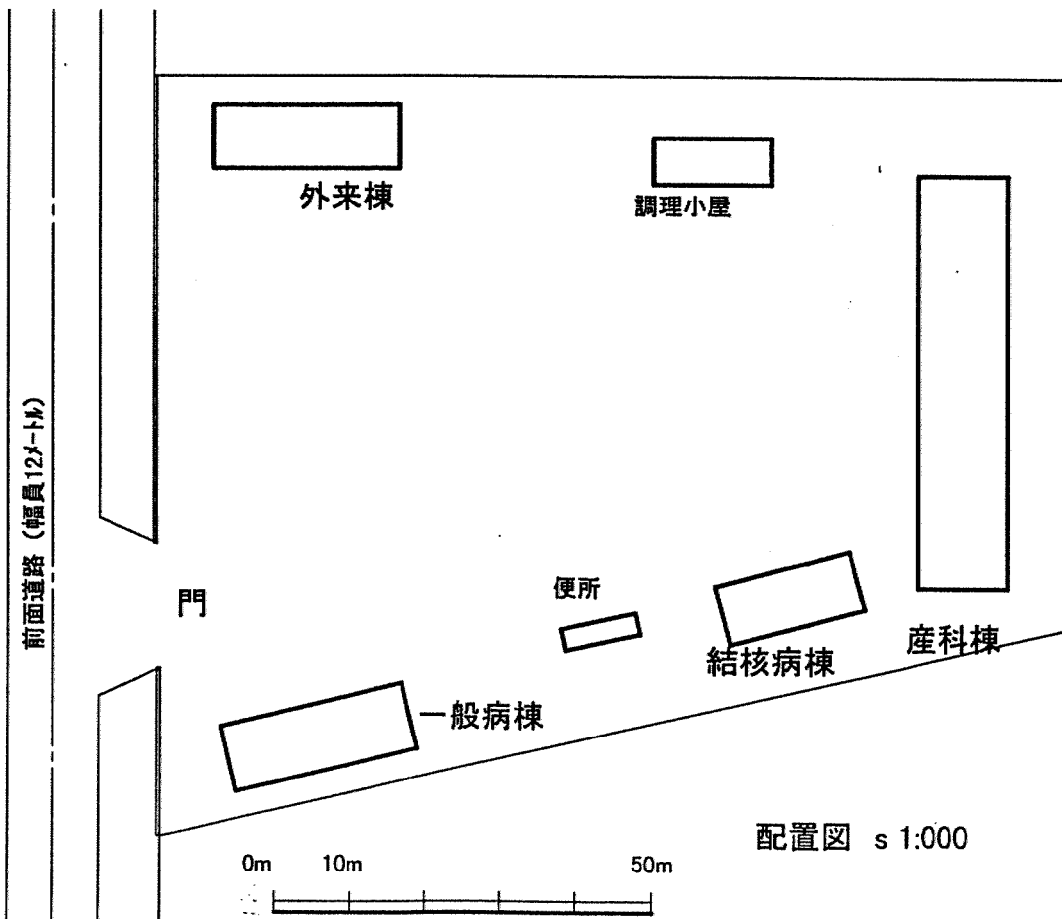 外来棟
調理小屋
前面道路（幅員12メートル）
門
便所
結核病棟
産科棟
一般病棟
配置図 s 1:000
0m 10m 50m